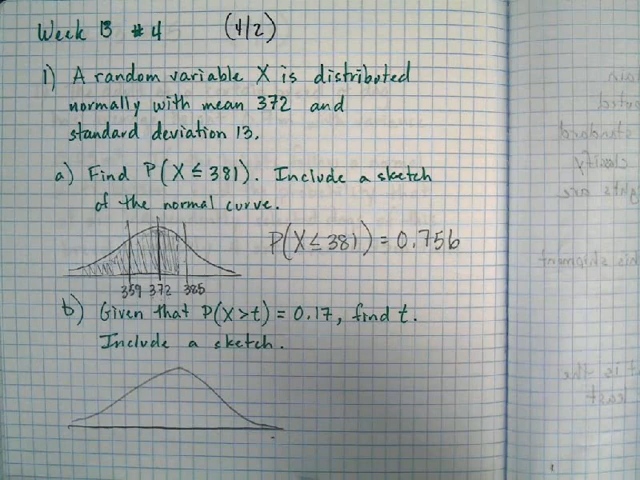 Week 13 #4 (4/2)
1) A random variable X is distributed
normally with mean 372 and
standard deviation 13.
a) Find P(X ≤ 381). Include a sketch
of the normal curve.
P(X ≤ 381) = 0.756
359 372 385
b) Given that P(X > t) = 0.17, find t.
Include a sketch.